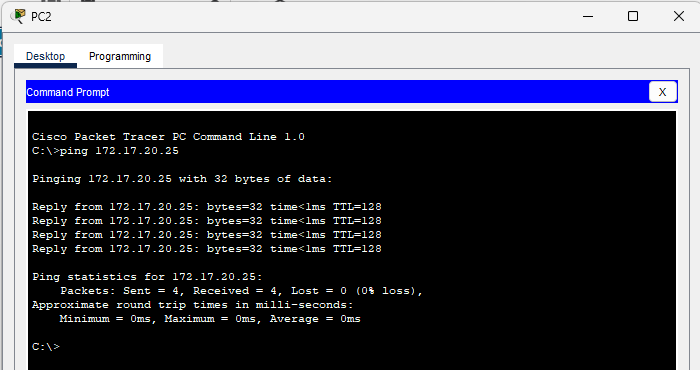 PC2
Desktop Programming
Command Prompt X
Cisco Packet Tracer PC Command Line 1.0
C:\>ping 172.17.20.25
Pinging 172.17.20.25 with 32 bytes of data:
Reply from 172.17.20.25: bytes=32 time<1ms TTL=128
Reply from 172.17.20.25: bytes=32 time<1ms TTL=128
Reply from 172.17.20.25: bytes=32 time<1ms TTL=128
Reply from 172.17.20.25: bytes=32 time<1ms TTL=128
Ping statistics for 172.17.20.25:
Packets: Sent = 4, Received = 4, Lost = 0 (0% loss),
Approximate round trip times in milli-seconds:
Minimum = 0ms, Maximum = 0ms, Average = 0ms
C:\>